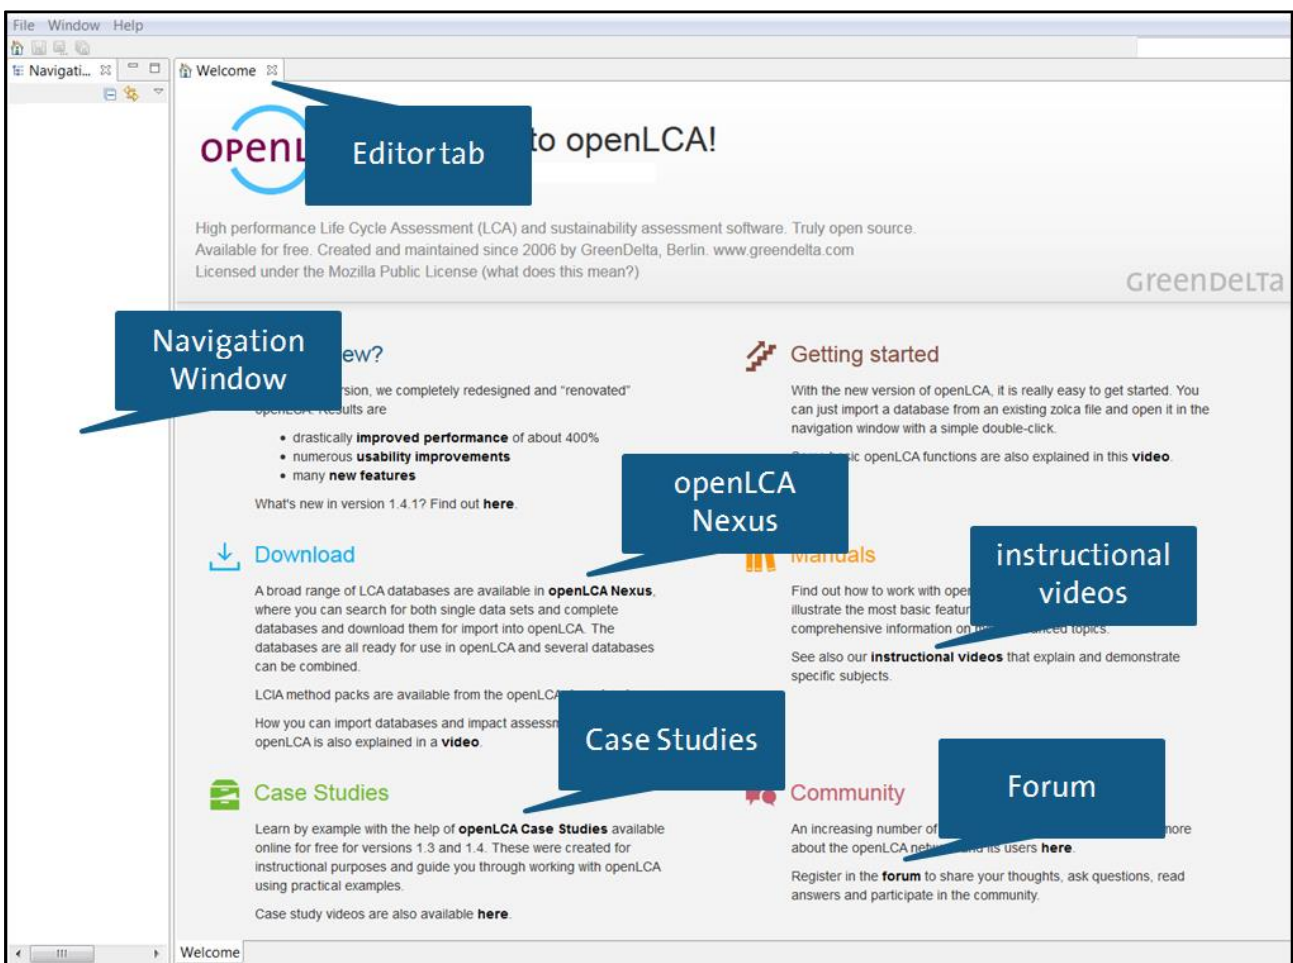 File Window Help
Navigati...
Welcome
openL
Editor tab
to openLCA!
High performance Life Cycle Assessment (LCA) and sustainability assessment software. Truly open source.
Available for free. Created and maintained since 2006 by GreenDelta, Berlin. www.greendelta.com
Licensed under the Mozilla Public License (what does this mean?)
GreenDeLTa
Navigation
Window
ew?
rsion, we completely redesigned and "renovated"
openLCA. Results are
• drastically improved performance of about 400%
• numerous usability improvements
• many new features
What's new in version 1.4.1? Find out here.
Getting started
With the new version of openLCA, it is really easy to get started. You
can just import a database from an existing zolca file and open it in the
navigation window with a simple double-click.
basic openLCA functions are also explained in this video.
openLCA
Nexus
Download
A broad range of LCA databases are available in openLCA Nexus,
where you can search for both single data sets and complete
databases and download them for import into openLCA. The
databases are all ready for use in openLCA and several databases
can be combined.
LCIA method packs are available from the openLCA
How you can import databases and impact assessm
openLCA is also explained in a video.
Manuals
instructional
videos
Find out how to work with open
illustrate the most basic featur
comprehensive information on more advanced topics.
See also our instructional videos that explain and demonstrate
specific subjects.
Case Studies
Case Studies
Learn by example with the help of openLCA Case Studies available
online for free for versions 1.3 and 1.4. These were created for
instructional purposes and guide you through working with openLCA
using practical examples.
Case study videos are also available here.
Community
Forum
An increasing number of more
about the openLCA network and its users here.
Register in the forum to share your thoughts, ask questions, read
answers and participate in the community.
Welcome